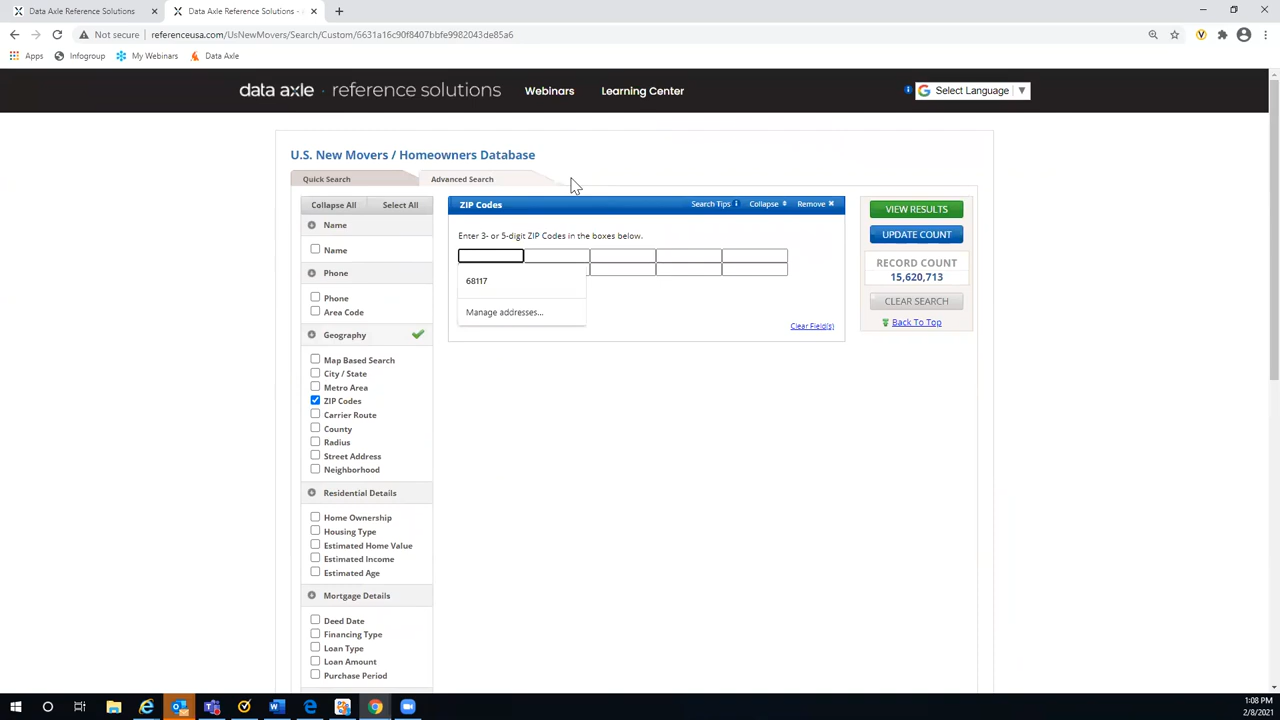 Data Axle Reference Solutions
Data Axle Reference Solutions -
Not secure
referenceusa.com/UsNewMovers/Search/Custom/6631a16c90f8407bbfe9982043de85a6
Apps
Infogroup
My Webinars
Data Axle
data axle reference solutions
Webinars
Learning Center
Select Language
U.S. New Movers / Homeowners Database
Quick Search
Advanced Search
Collapse All
Select All
Name
Name
Phone
Phone
Area Code
Geography
Map Based Search
City / State
Metro Area
ZIP Codes
Carrier Route
County
Radius
Street Address
Neighborhood
Residential Details
Home Ownership
Housing Type
Estimated Home Value
Estimated Income
Estimated Age
Mortgage Details
Deed Date
Financing Type
Loan Type
Loan Amount
Purchase Period
ZIP Codes
Search Tips
Collapse
Remove
Enter 3- or 5-digit ZIP Codes in the boxes below.
68117
Manage addresses...
Clear Field(s)
VIEW RESULTS
UPDATE COUNT
RECORD COUNT
15,620,713
CLEAR SEARCH
Back To Top
1:08 PM
2/8/2021